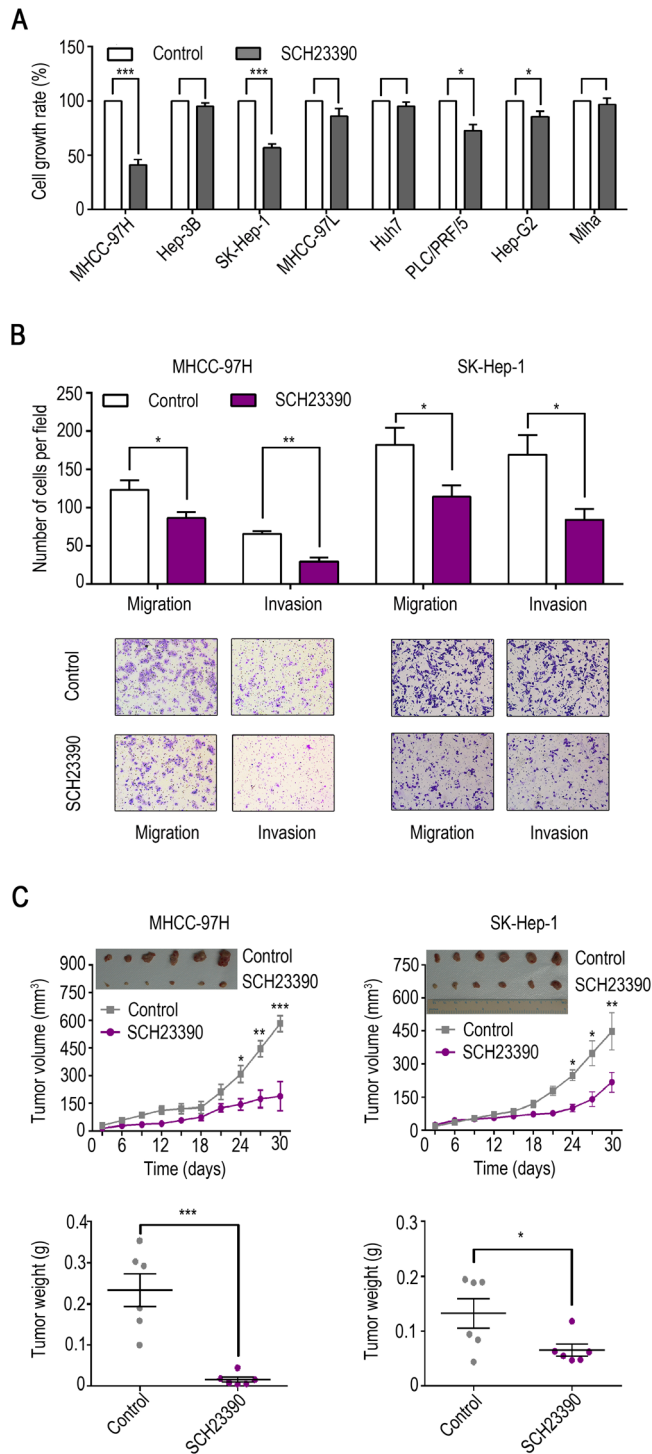 A
Control
SCH23390
Cell growth rate (%)
150
100
50
0
*** *** * *
MHCC-97H
Hep-3B
SK-Hep-1
MHCC-97L
Huh7
PLC/PRF/5
Hep-G2
Miha
B
MHCC-97H
SK-Hep-1
Control
SCH23390
Number of cells per field
250
200
150
100
50
0
* ** * *
Migration
Invasion
Migration
Invasion
Control
SCH23390
Migration
Invasion
Migration
Invasion
C
MHCC-97H
Control
SCH23390
Control
SCH23390
Tumor volume (mm³)
900
750
600
450
300
150
0
* ** ***
0 6 12 18 24 30
Time (days)
SK-Hep-1
Control
SCH23390
Control
SCH23390
Tumor volume (mm³)
750
600
450
300
150
0
* * **
0 6 12 18 24 30
Time (days)
Tumor weight (g)
0.4
0.3
0.2
0.1
0
***
Control
SCH23390
Tumor weight (g)
0.3
0.2
0.1
0
*
Control
SCH23390